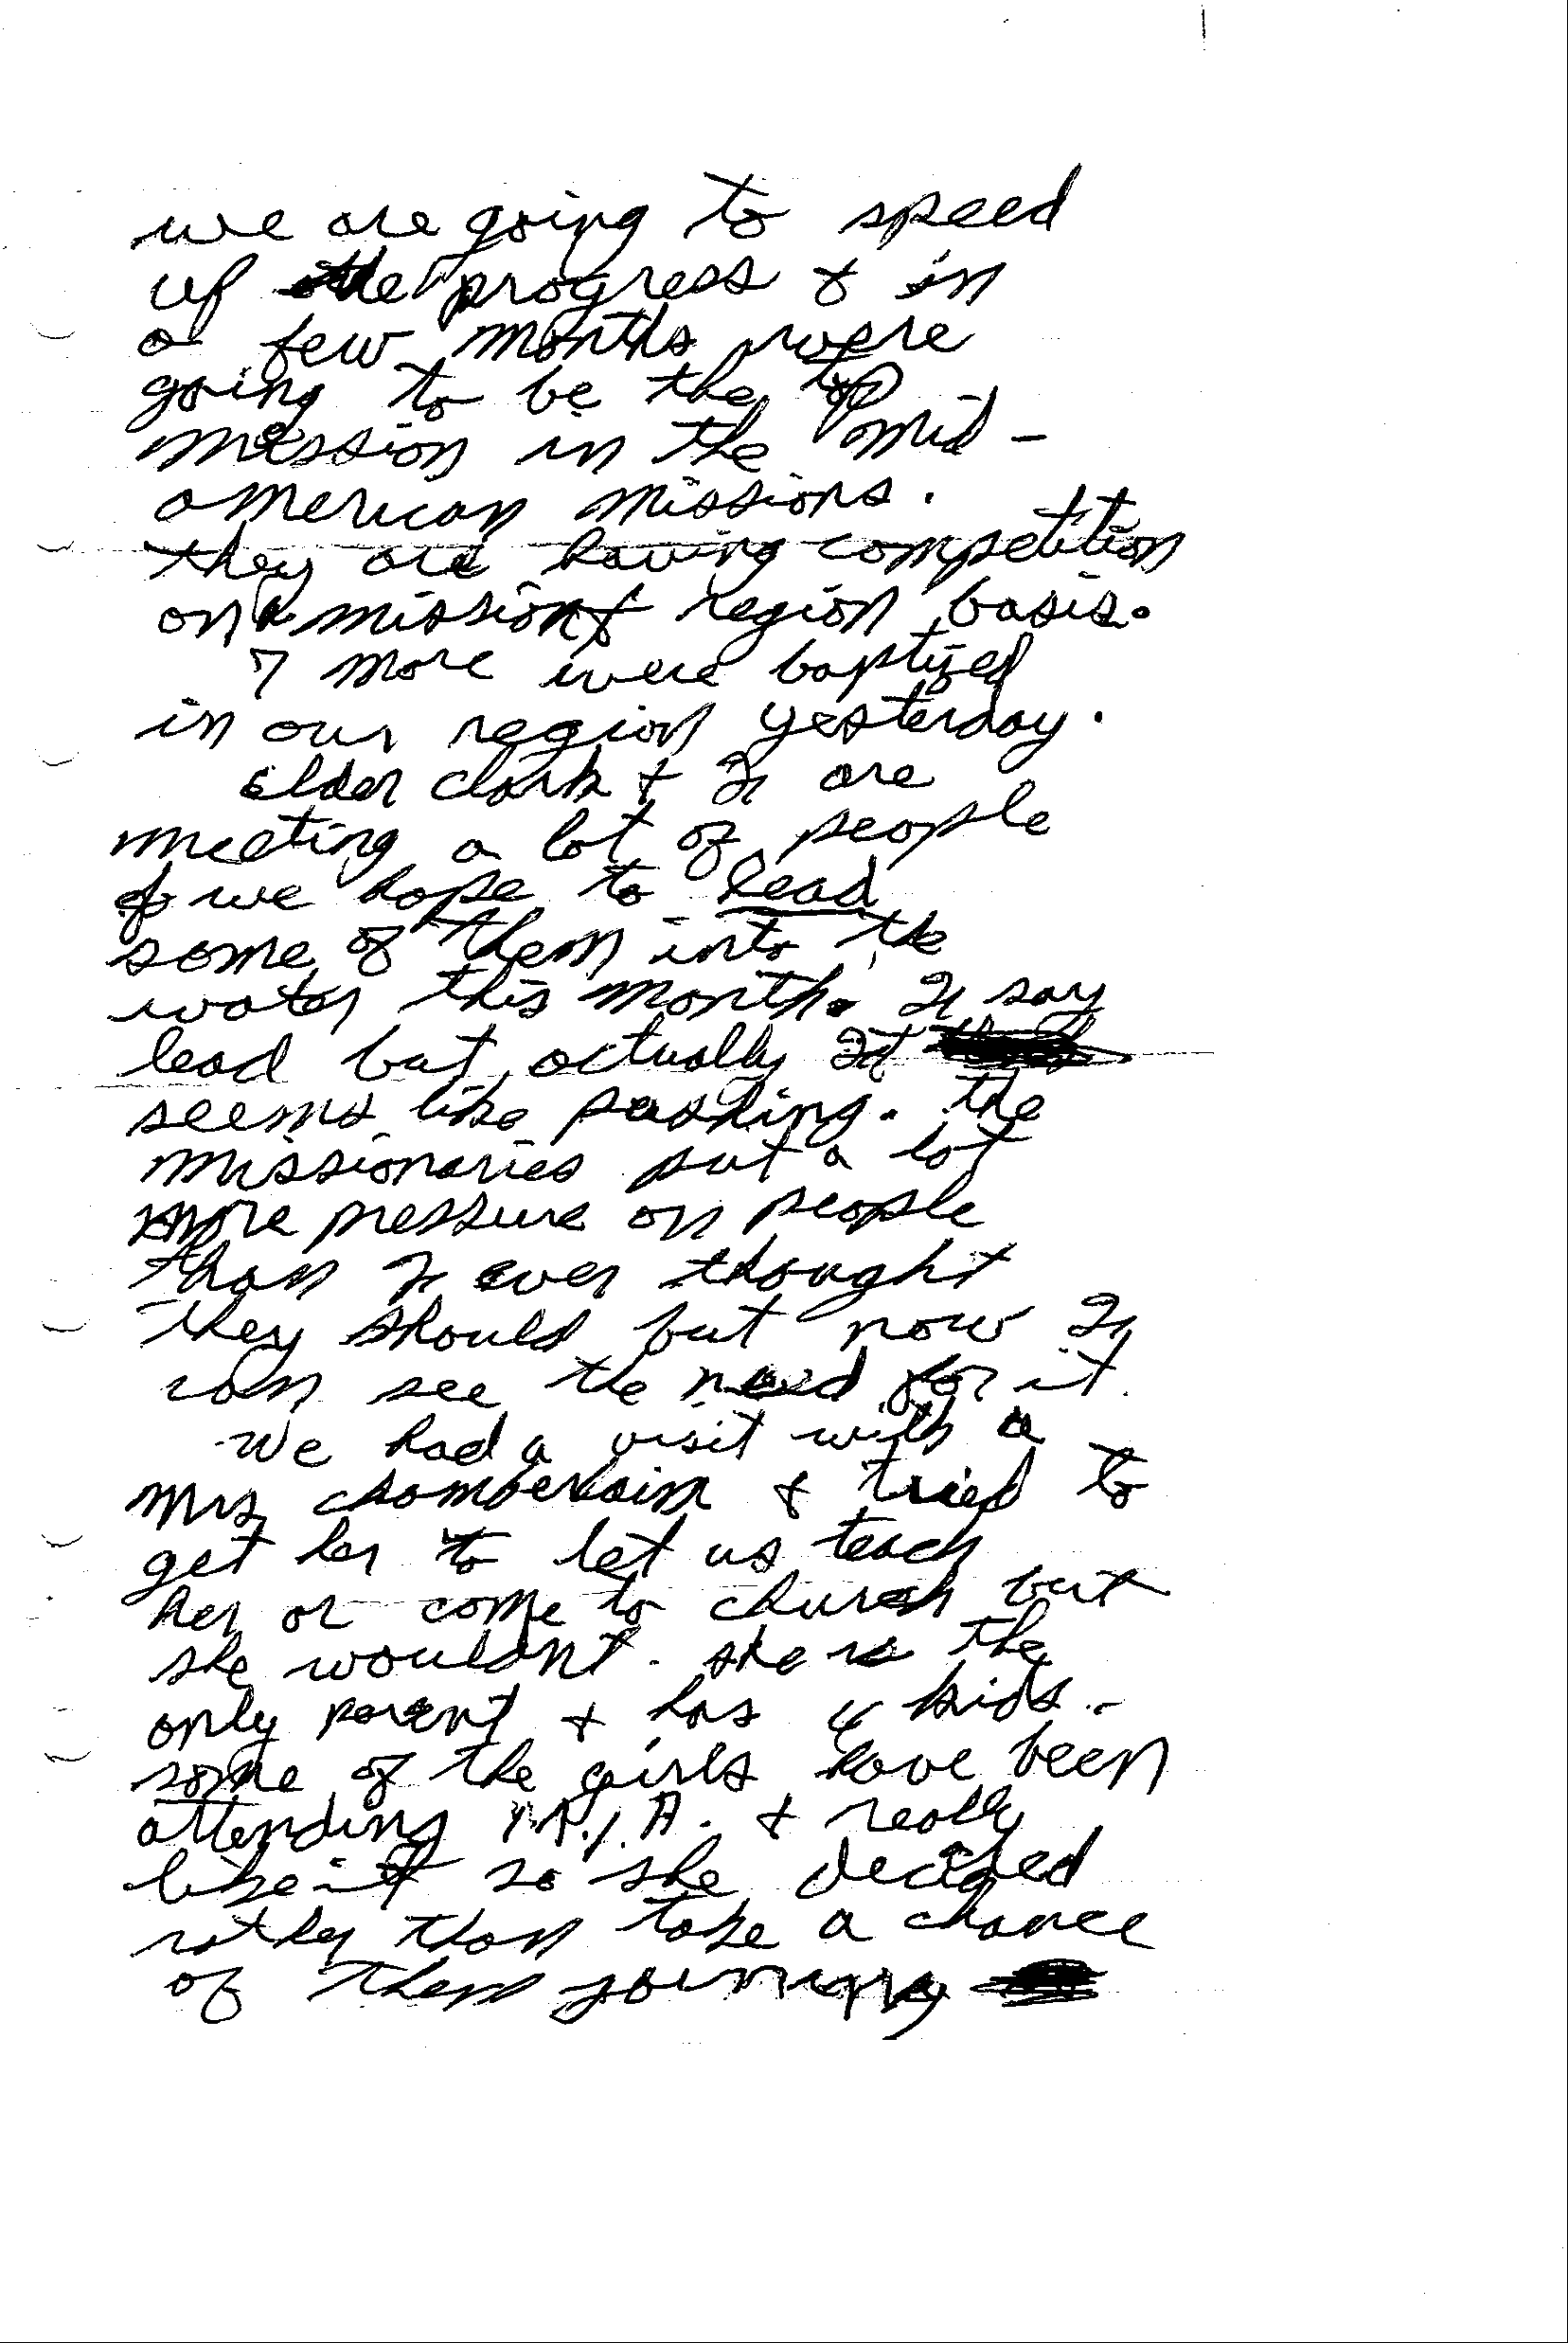 we are going to speed
up the progress & in
a few months were
going to be the top
mission in the mid-
american missions.
they are having competition
on a mission & region basis.
7 more were baptized
in our region yesterday.
elder clark & I are
meeting a lot of people
& we hope to lead
some of them into the
water this month. I say
lead but actually It
seems like pushing. the
missionaries put a lot
more pressure on people
than I ever thought
they should but now I
can see the need for it.
We had a visit with a
Mrs chamberlain & tried to
get her to let us teach
her or come to church but
she wouldnt. she is the
only parent & has 4 kids.
some of the girls have been
attending M.I.A. & really
like it so she decided
rather than take a chance
of them joining